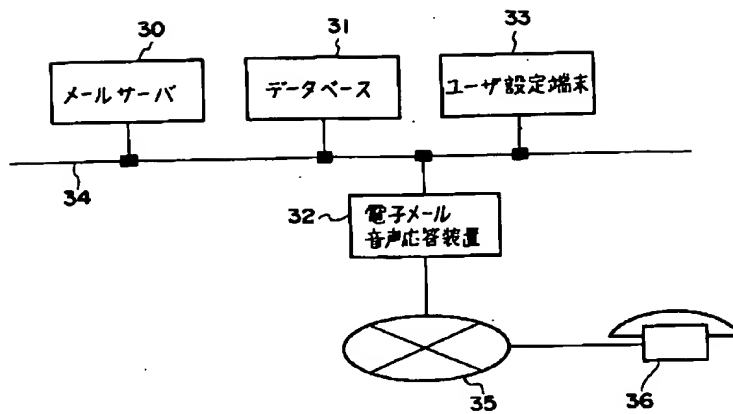 30
メールサーバ
31
データベース
33
ユーザ設定端末
34
32
電子メール
音声応答装置
35
36